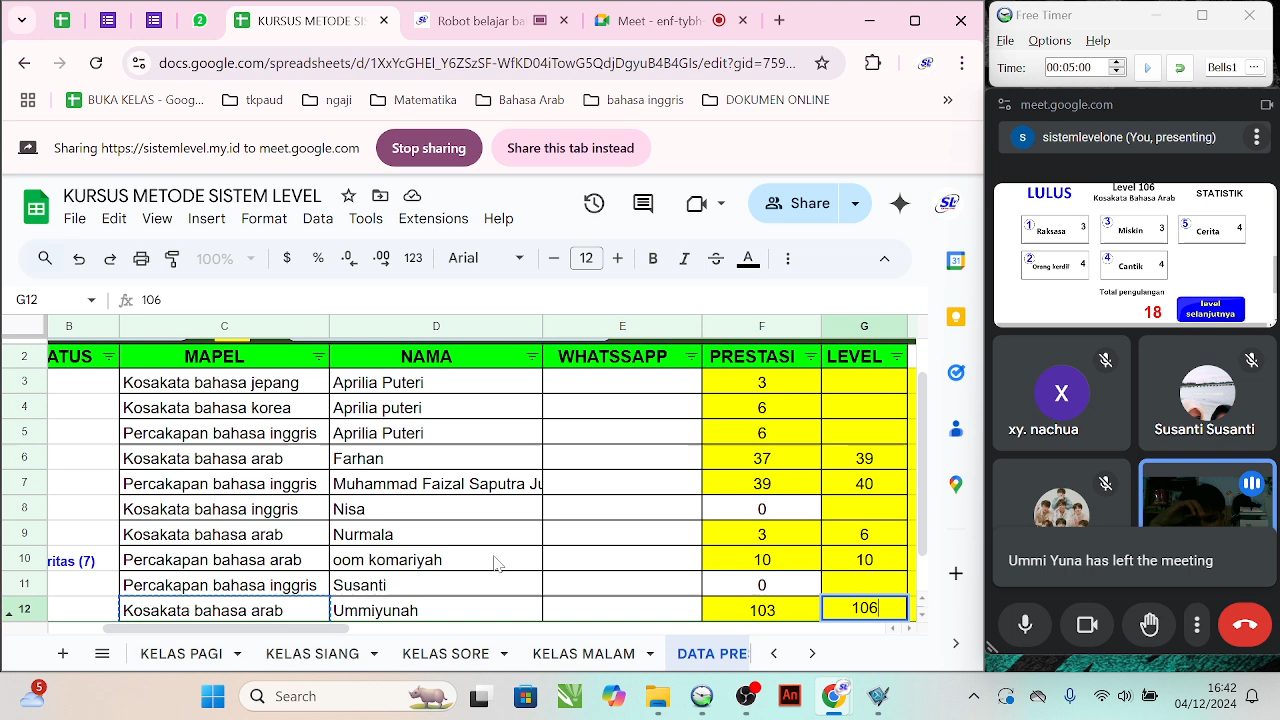 2
KURSUS METODE SI
Robot belajar ba
Meet - enf-tybh
docs.google.com/spreadsheets/d/1XxYcGHEl_Y6ZSzSF-WfKD04iTowG5QdjDgyuB4B4GIs/edit?gid=759...
BUKA KELAS - Goog...
tkpaud
ngaji
Matematika
Bahasa Arab
bahasa inggris
DOKUMEN ONLINE
Sharing https://sistemlevel.my.id to meet.google.com
Stop sharing
Share this tab instead
KURSUS METODE SISTEM LEVEL
File Edit View Insert Format Data Tools Extensions Help
Share
100%
$ % .0 .00 123
Arial
12
B I A
G12
fx 106
B C D E F G
2 ATUS MAPEL NAMA WHATSSAPP PRESTASI LEVEL
3 Kosakata bahasa jepang Aprilia Puteri 3
4 Kosakata bahasa korea Aprilia puteri 6
5 Percakapan bahasa inggris Aprilia Puteri 6
6 Kosakata bahasa arab Farhan 37 39
7 Percakapan bahasa inggris Muhammad Faizal Saputra Ju 39 40
8 Kosakata bahasa inggris Nisa 0
9 Kosakata bahasa arab Nurmala 3 6
10 ritas (7) Percakapan bahasa arab oom komariyah 10 10
11 Percakapan bahasa inggris Susanti 0
12 Kosakata bahasa arab Ummiyunah 103 106
KELAS PAGI
KELAS SIANG
KELAS SORE
KELAS MALAM
DATA PRE
Free Timer
File Options Help
Time: 00:05:00 Bells1 ...
meet.google.com
S sistemlevelone (You, presenting)
LULUS
Level 106
Kosakata Bahasa Arab
STATISTIK
1 Raksasa 3
3 Miskin 3
5 Cerita 4
2 Orang kerdil 4
4 Cantik 4
Total pengulangan
18
level
selanjutnya
X
xy. nachua
Susanti Susanti
Ummi Yuna has left the meeting
5
Search
An
16:42
04/12/2024